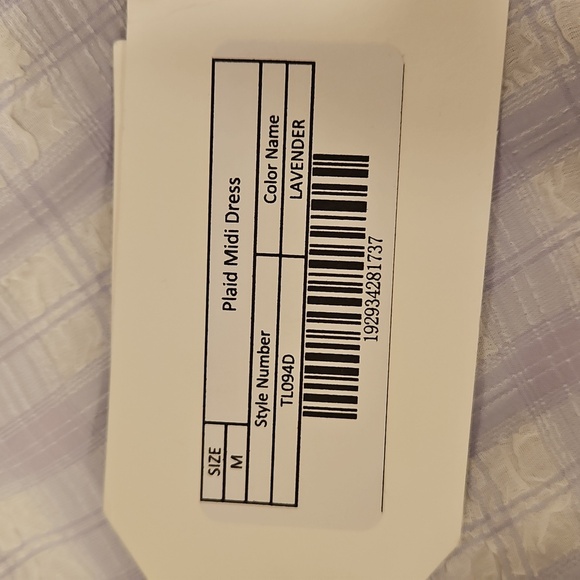 SIZE
Plaid Midi Dress
M
Style Number Color Name
TL094D LAVENDER
192934281737